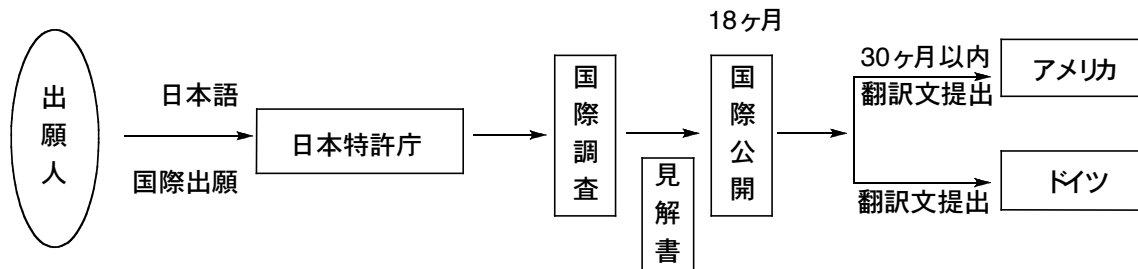 出願人
日本語
国際出願
日本特許庁
国際調査
見解書
18ヶ月
国際公開
30ヶ月以内
翻訳文提出
アメリカ
翻訳文提出
ドイツ